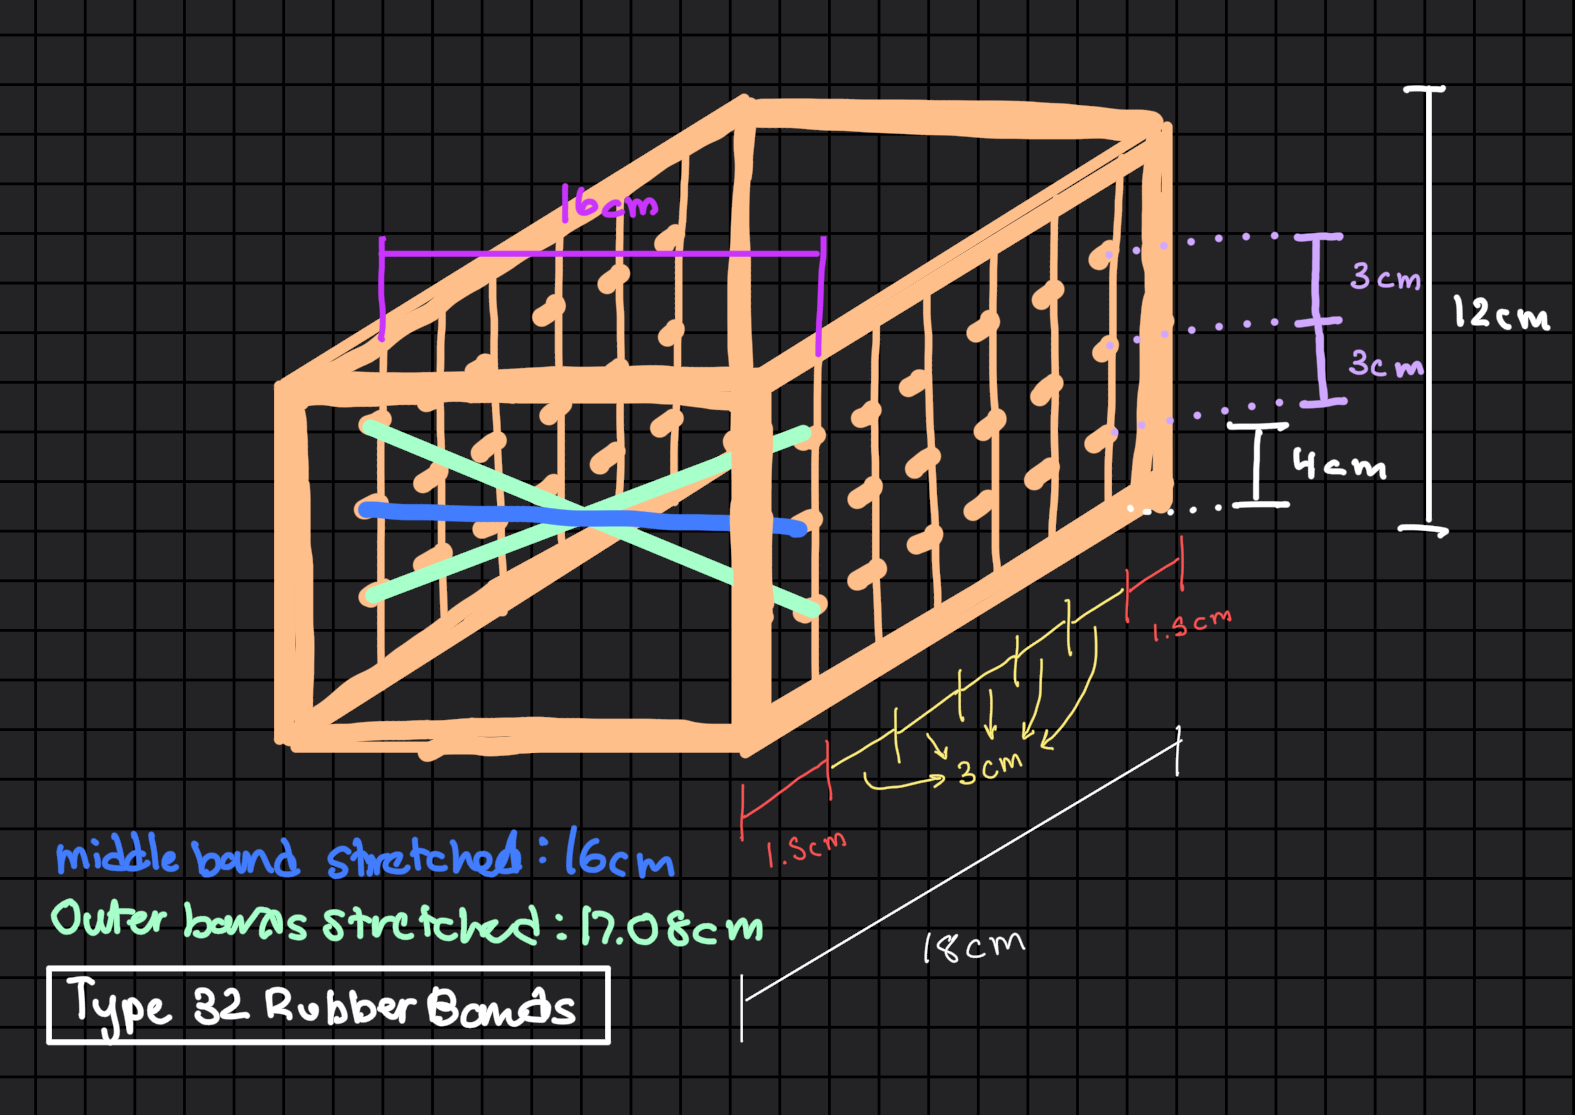 16cm
3cm
3cm
12cm
4cm
1.5cm
3cm
1.5cm
18cm
middle band stretched: 16cm
Outer bands stretched: 17.08cm
Type 32 Rubber Bands